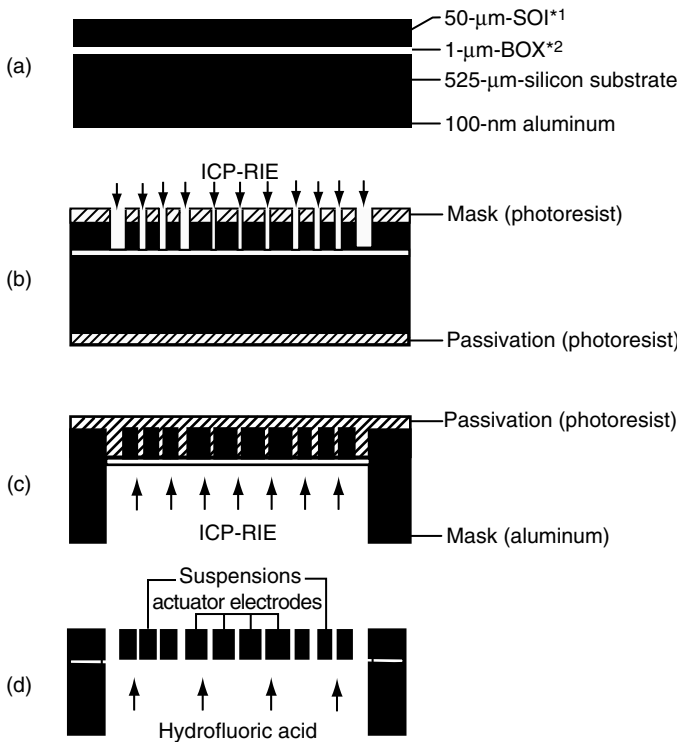 50-μm-SOI*1
1-μm-BOX*2
(a)
525-μm-silicon substrate
100-nm aluminum
ICP-RIE
Mask (photoresist)
(b)
Passivation (photoresist)
Passivation (photoresist)
(c)
ICP-RIE
Mask (aluminum)
Suspensions
actuator electrodes
(d)
Hydrofluoric acid